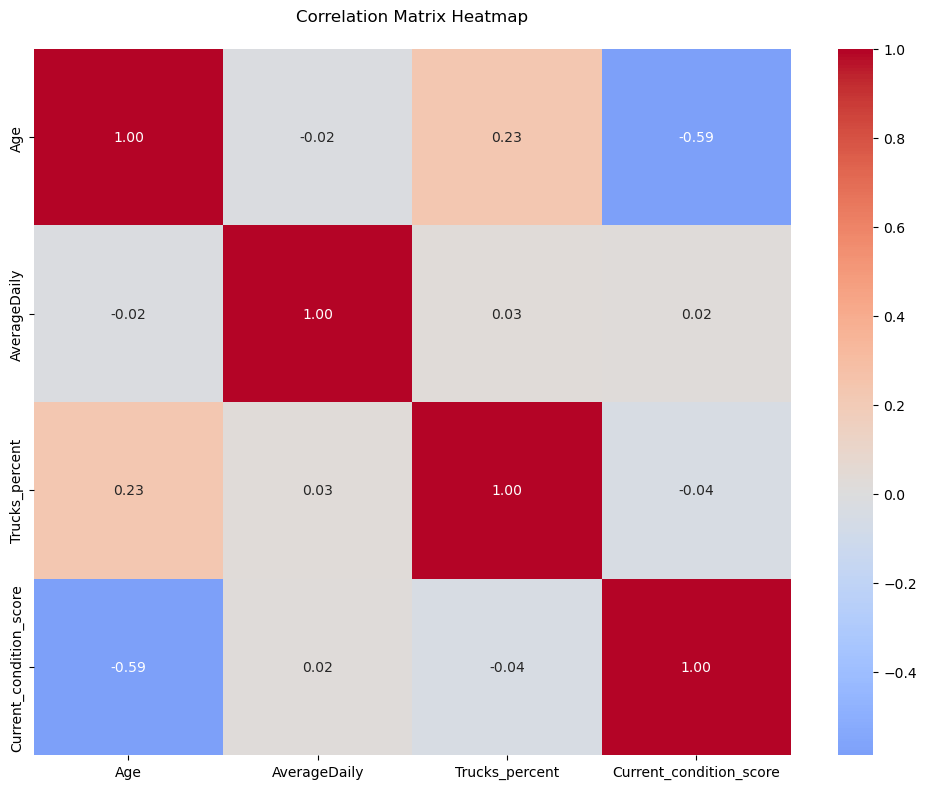 Correlation Matrix Heatmap
Age
1.00
-0.02
0.23
-0.59
AverageDaily
-0.02
1.00
0.03
0.02
Trucks_percent
0.23
0.03
1.00
-0.04
Current_condition_score
-0.59
0.02
-0.04
1.00
Age
AverageDaily
Trucks_percent
Current_condition_score
1.0
0.8
0.6
0.4
0.2
0.0
−0.2
−0.4